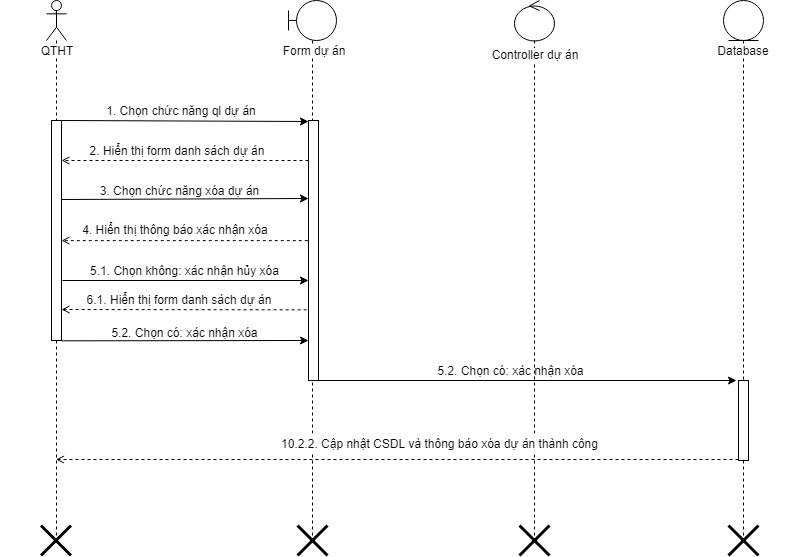 QTHT
Form dự án
Controller dự án
Database
1. Chọn chức năng ql dự án
2. Hiển thị form danh sách dự án
3. Chọn chức năng xóa dự án
4. Hiển thị thông báo xác nhận xóa
5.1. Chọn không: xác nhận hủy xóa
6.1. Hiển thị form danh sách dự án
5.2. Chọn có: xác nhận xóa
5.2. Chọn có: xác nhận xóa
10.2.2. Cập nhật CSDL và thông báo xóa dự án thành công